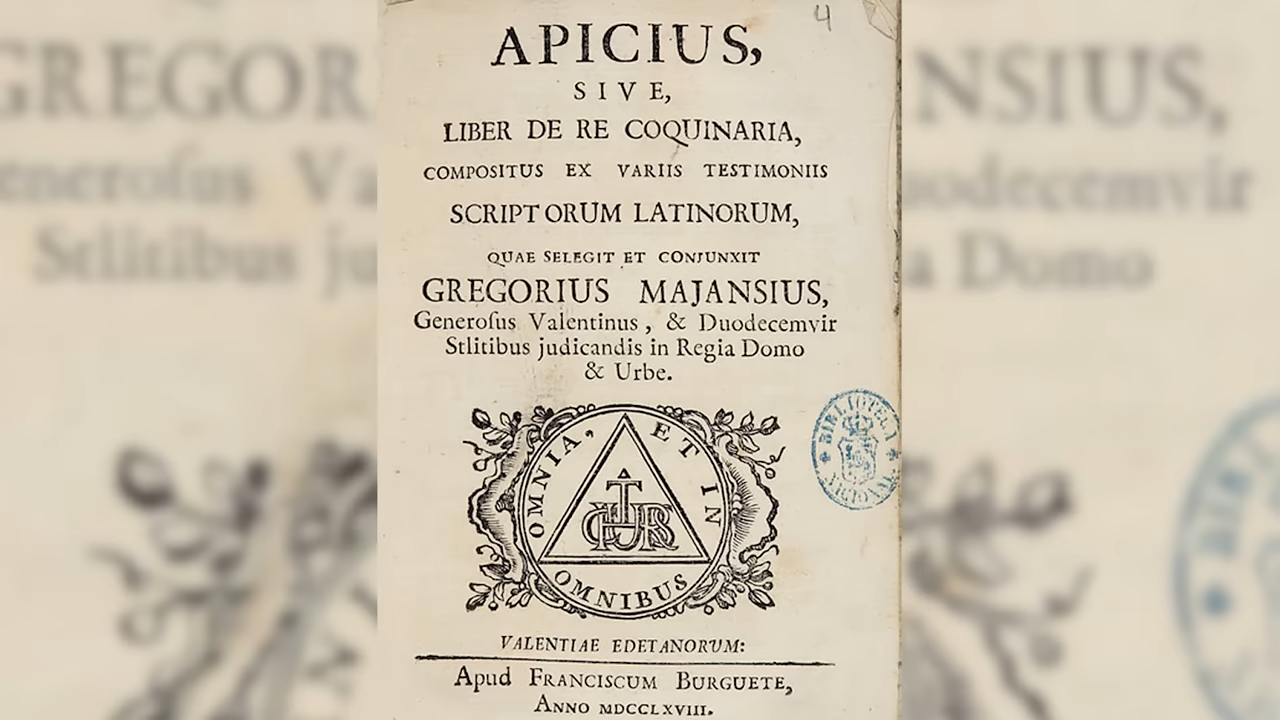 4
APICIUS,
SIVE,
LIBER DE RE COQUINARIA,
COMPOSITUS EX VARIIS TESTIMONIIS
SCRIPTORUM LATINORUM,
QUAE SELEGIT ET CONJUNXIT
GREGORIUS MAJANSIUS,
Generoſus Valentinus, & Duodecemvir
Stlitibus judicandis in Regia Domo
& Urbe.
OMNIA, ET IN
OMNIBUS
BIBLIOTECA
VALENTIAE EDETANORUM:
Apud FRANCISCUM BURGUETE,
ANNO MDCCLXVIII.